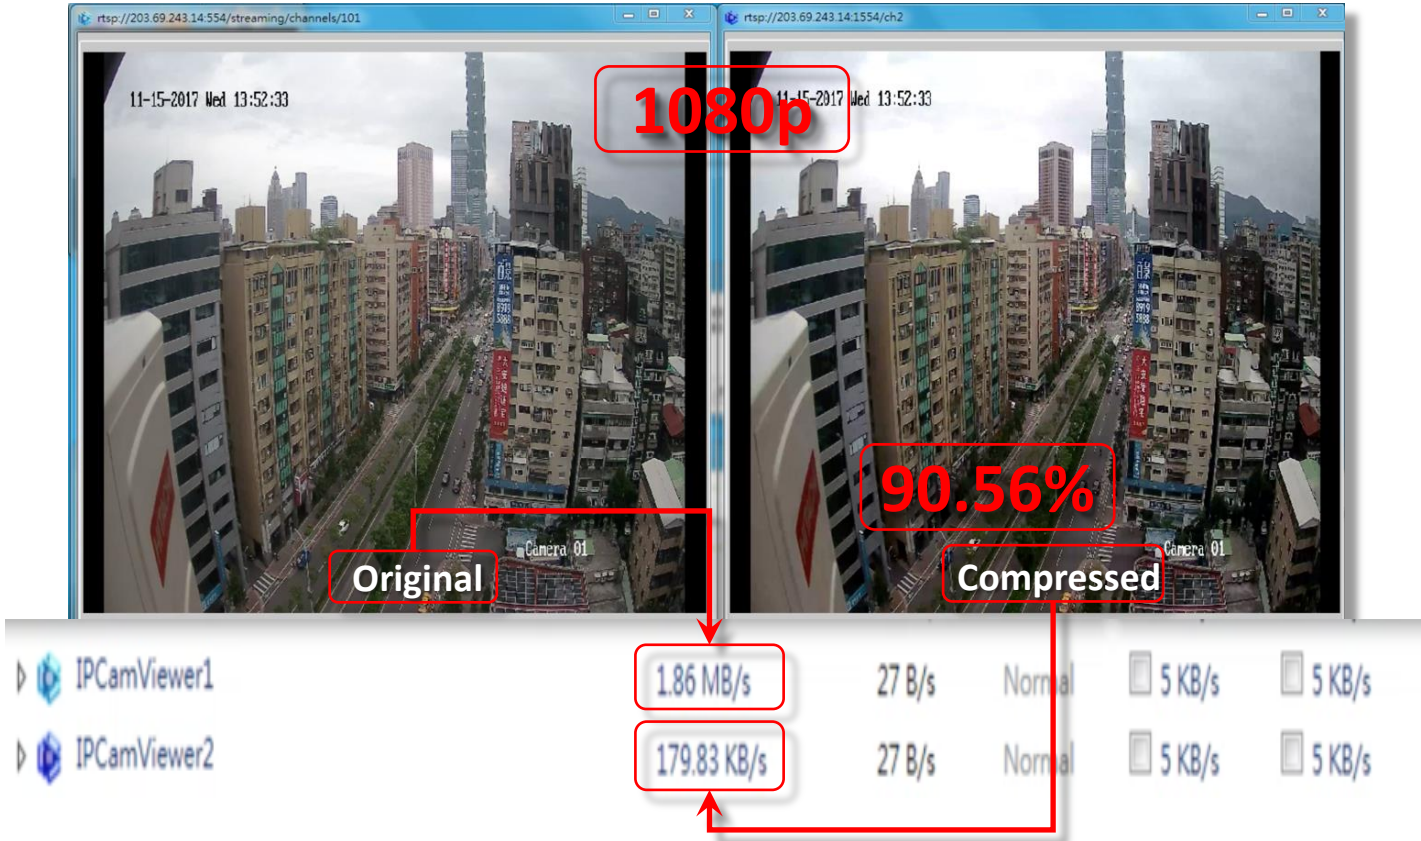 rtsp://203.69.243.14:554/streaming/channels/101
rtsp://203.69.243.14:1554/ch2
11-15-2017 Wed 13:52:33
1080p
11-15-2017 Wed 13:52:33
90.56%
Camera 01
Camera 01
Original
Compressed
IPCamViewer1 1.86 MB/s 27 B/s Normal 5 KB/s 5 KB/s
IPCamViewer2 179.83 KB/s 27 B/s Normal 5 KB/s 5 KB/s